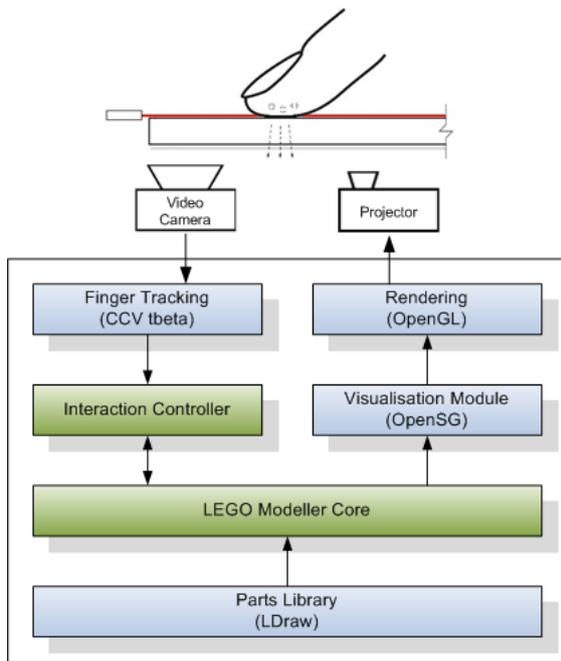 Video
Camera
Projector
Finger Tracking
(CCV tbeta)
Rendering
(OpenGL)
Interaction Controller
Visualisation Module
(OpenSG)
LEGO Modeller Core
Parts Library
(LDraw)